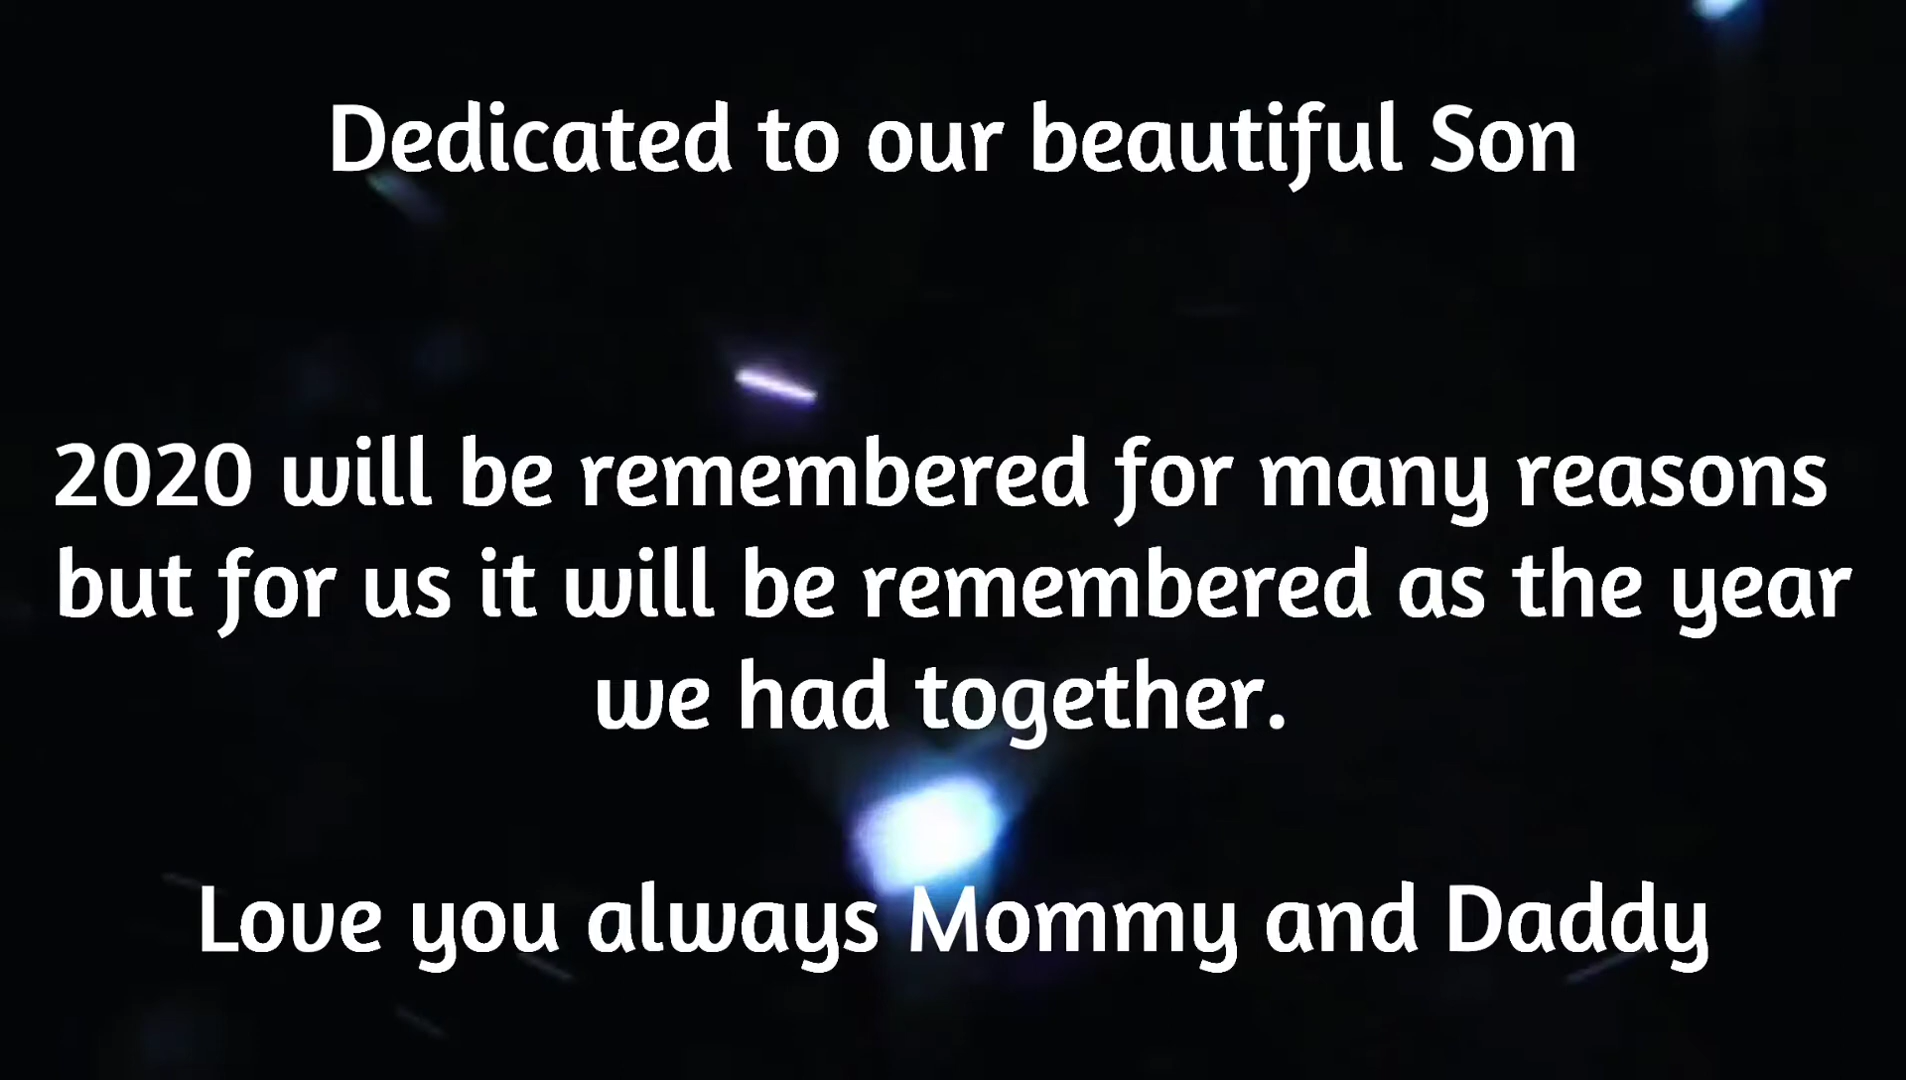 Dedicated to our beautiful Son
2020 will be remembered for many reasons
but for us it will be remembered as the year
we had together.
Love you always Mommy and Daddy